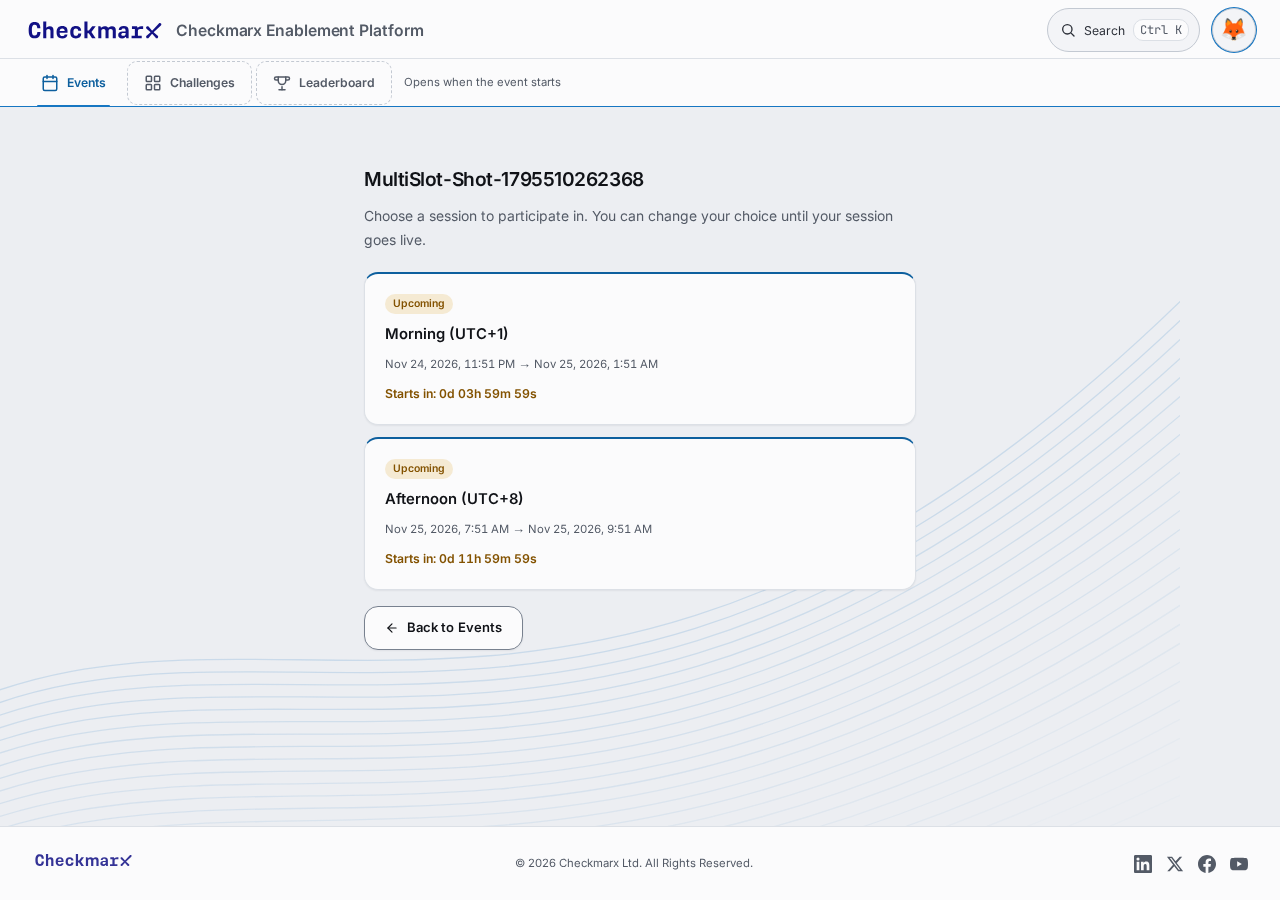 Checkmarx
Checkmarx Enablement Platform
Search
Ctrl K
Events
Challenges
Leaderboard
Opens when the event starts
MultiSlot-Shot-1795510262368
Choose a session to participate in. You can change your choice until your session
goes live.
Upcoming
Morning (UTC+1)
Nov 24, 2026, 11:51 PM → Nov 25, 2026, 1:51 AM
Starts in: 0d 03h 59m 59s
Upcoming
Afternoon (UTC+8)
Nov 25, 2026, 7:51 AM → Nov 25, 2026, 9:51 AM
Starts in: 0d 11h 59m 59s
Back to Events
Checkmarx
© 2026 Checkmarx Ltd. All Rights Reserved.